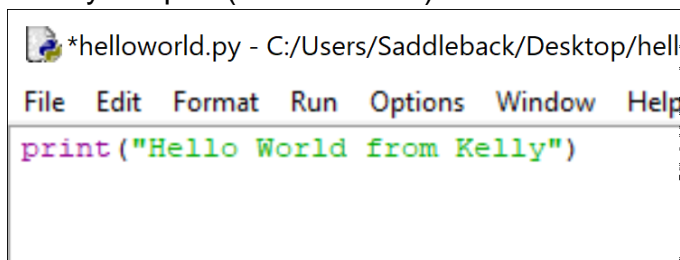 *helloworld.py - C:/Users/Saddleback/Desktop/hell
File Edit Format Run Options Window Help
print("Hello World from Kelly")